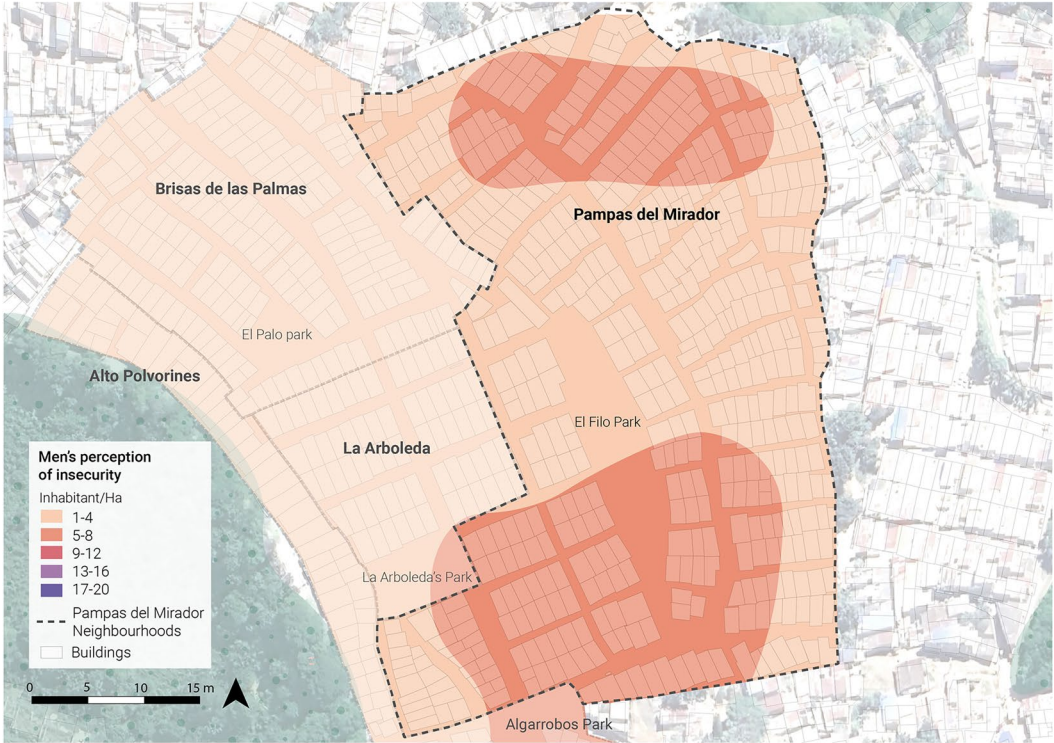 Brisas de las Palmas
Pampas del Mirador
El Palo park
Alto Polvorines
El Filo Park
La Arboleda
La Arboleda's Park
Algarrobos Park
Men's perception
of insecurity
Inhabitant/Ha
1-4
5-8
9-12
13-16
17-20
Pampas del Mirador
Neighbourhoods
Buildings
0 5 10 15 m